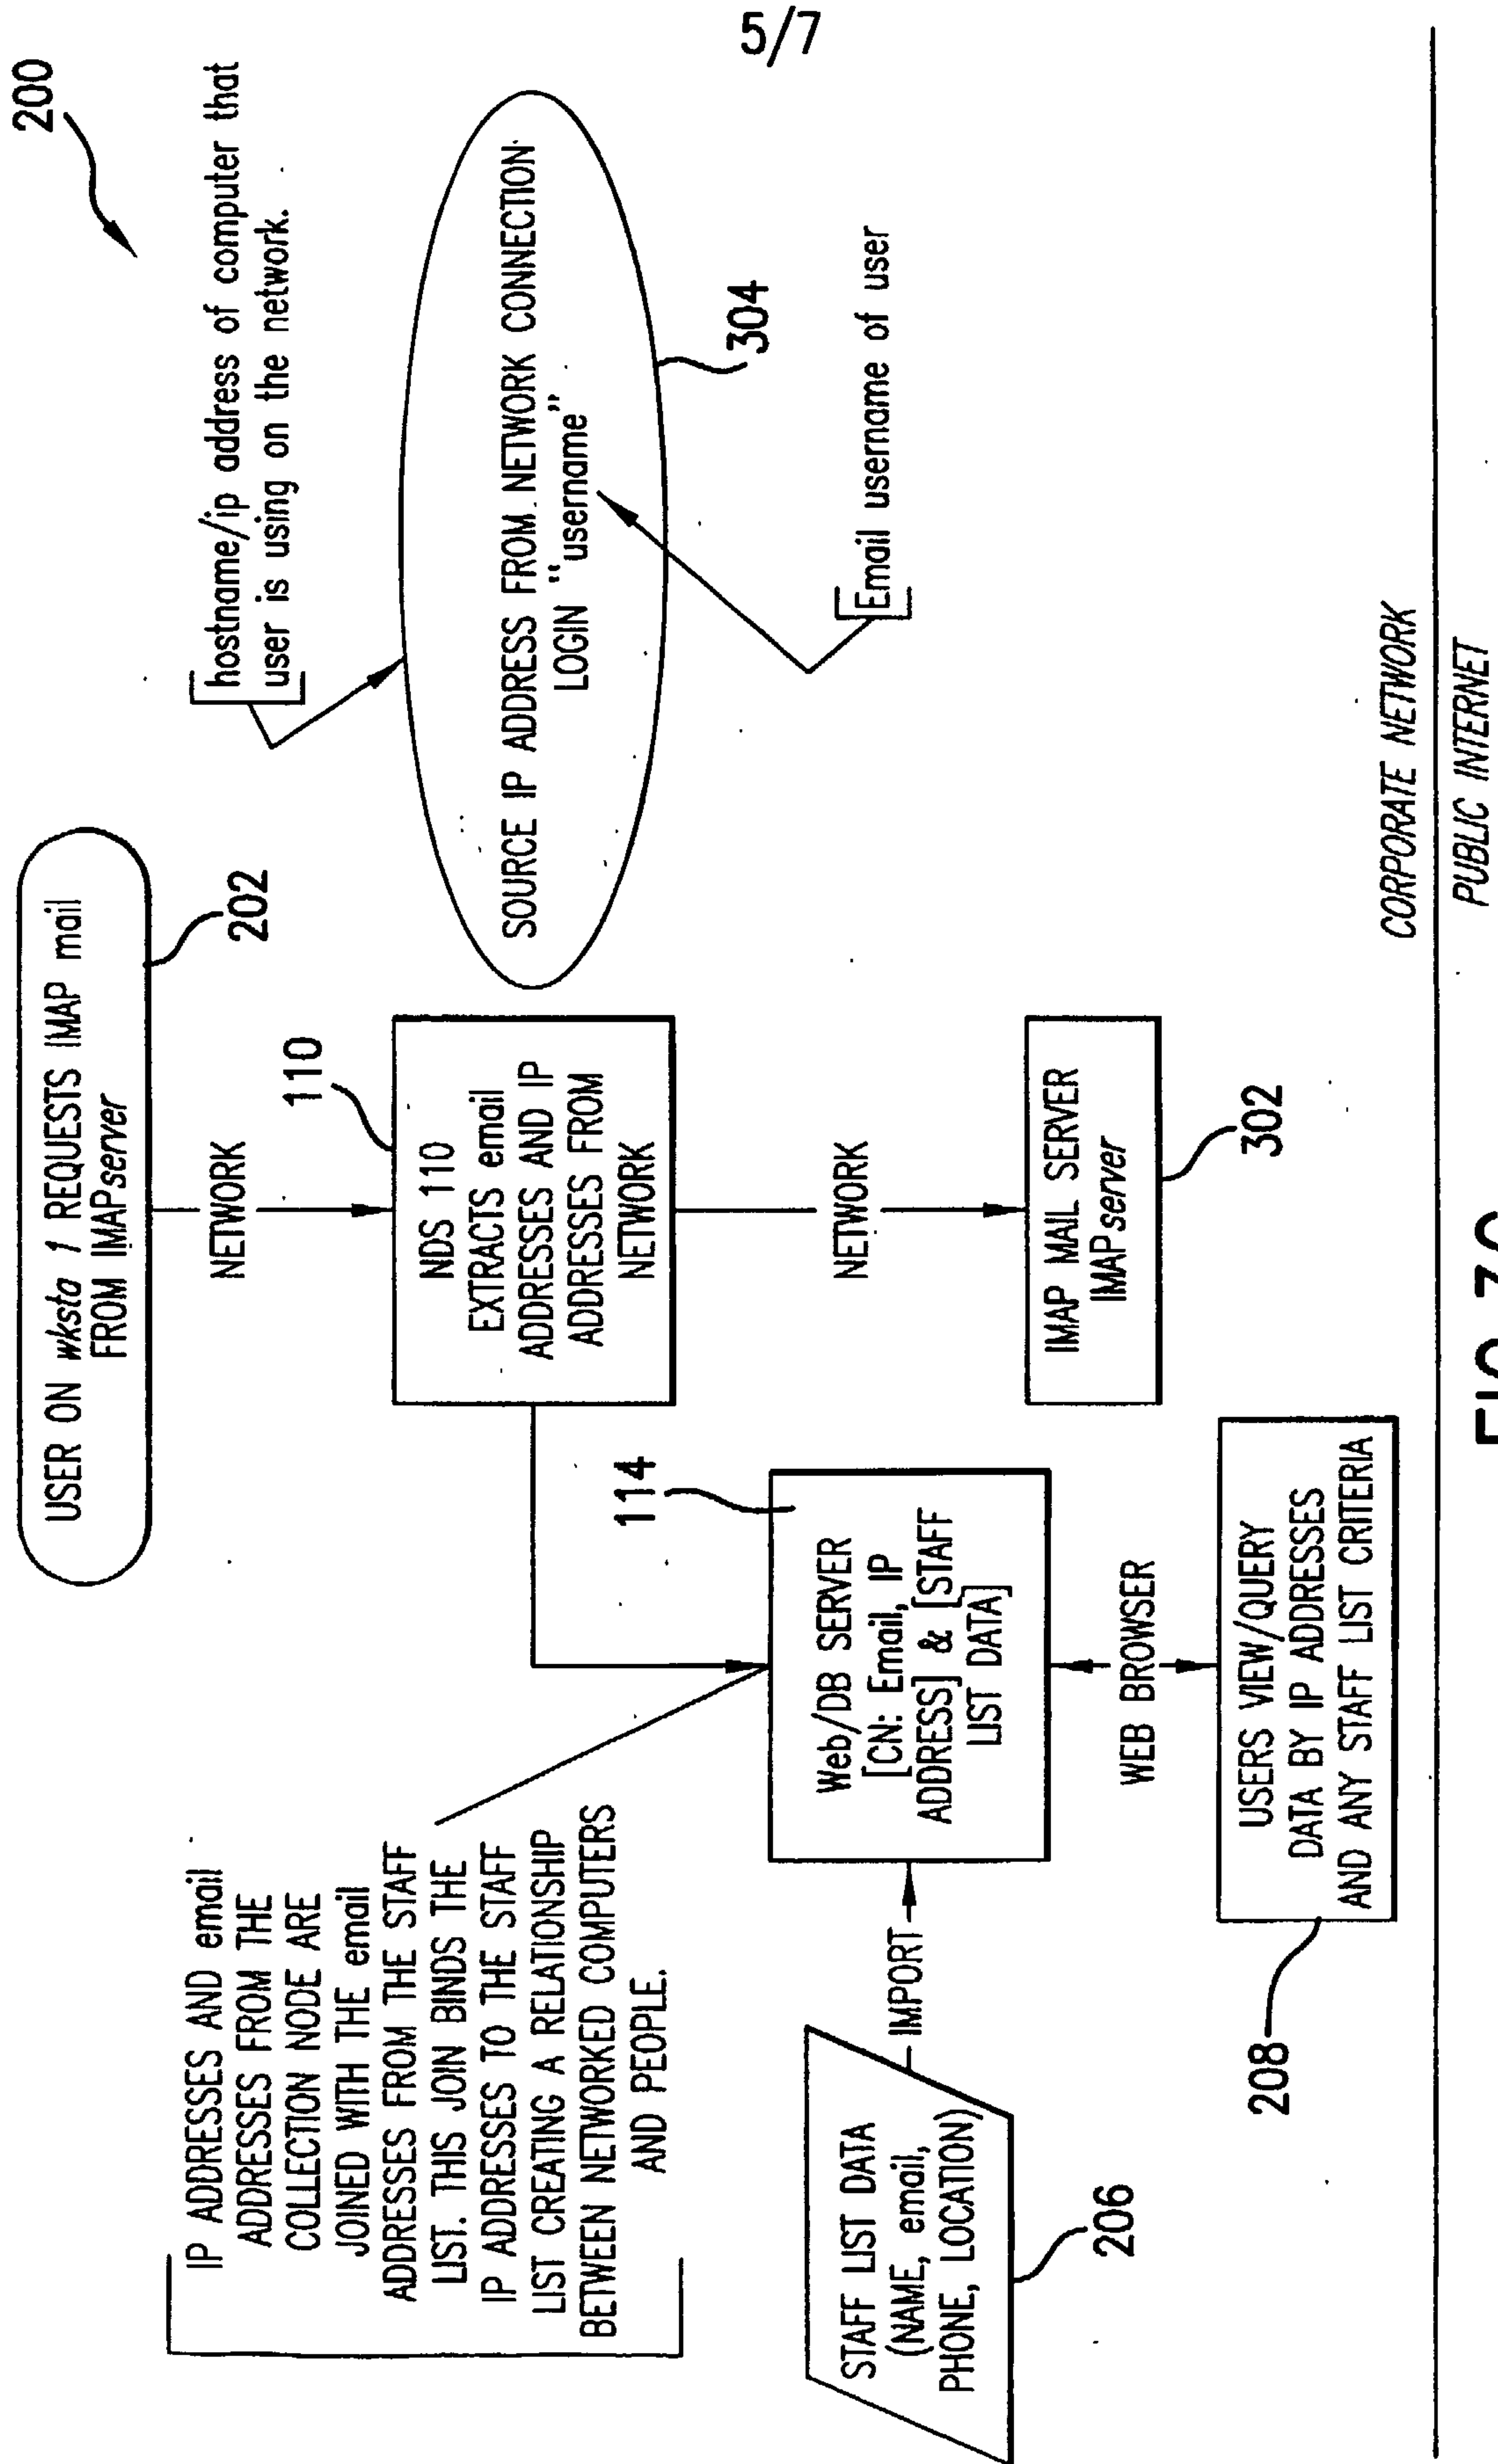 5/7
200
USER ON wksta 1 REQUESTS IMAP mail
FROM IMAPserver
202
NETWORK
110
NDS 110
EXTRACTS email
ADDRESSES AND IP
ADDRESSES FROM
NETWORK
NETWORK
IMAP MAIL SERVER
IMAPserver
302
hostname/ip address of computer that
user is using on the network.
SOURCE IP ADDRESS FROM NETWORK CONNECTION
LOGIN "username"
304
Email username of user
IP ADDRESSES AND email
ADDRESSES FROM THE
COLLECTION NODE ARE
JOINED WITH THE email
ADDRESSES FROM THE STAFF
LIST. THIS JOIN BINDS THE
IP ADDRESSES TO THE STAFF
LIST CREATING A RELATIONSHIP
BETWEEN NETWORKED COMPUTERS
AND PEOPLE.
114
Web/DB SERVER
[CN: Email, IP
ADDRESS] & [STAFF
LIST DATA]
STAFF LIST DATA
(NAME, email,
PHONE, LOCATION)
206
IMPORT
WEB BROWSER
USERS VIEW/QUERY
DATA BY IP ADDRESSES
AND ANY STAFF LIST CRITERIA
208
CORPORATE NETWORK
PUBLIC INTERNET